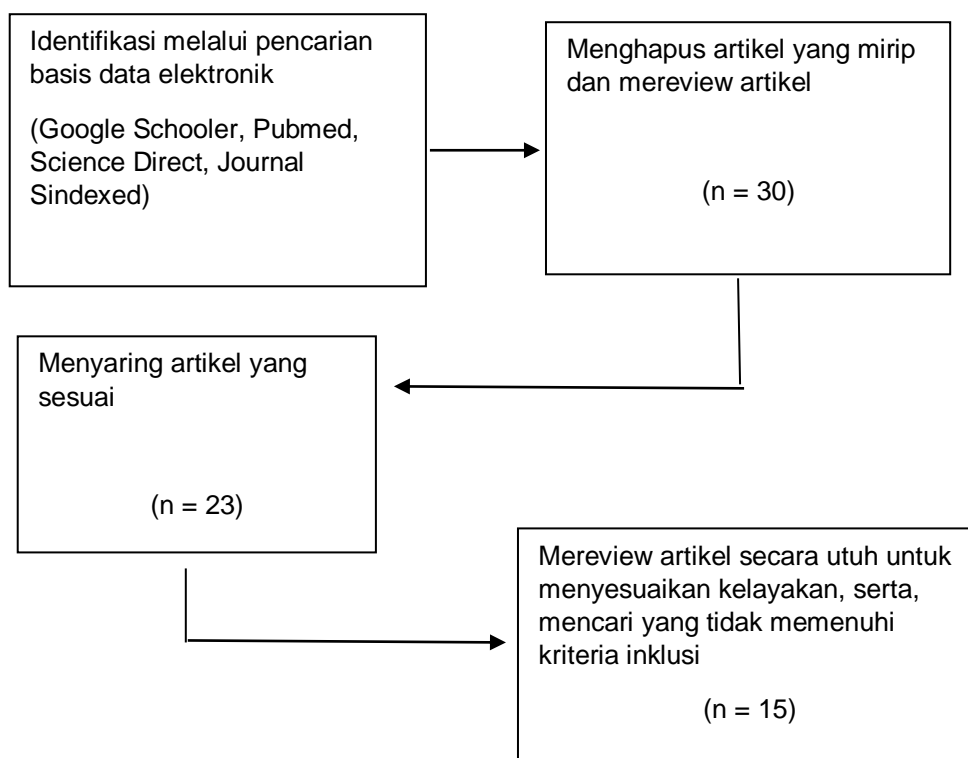 Identifikasi melalui pencarian
basis data elektronik
(Google Schooler, Pubmed,
Science Direct, Journal
Sindexed)
Menghapus artikel yang mirip
dan mereview artikel
(n = 30)
Menyaring artikel yang
sesuai
(n = 23)
Mereview artikel secara utuh untuk
menyesuaikan kelayakan, serta,
mencari yang tidak memenuhi
kriteria inklusi
(n = 15)